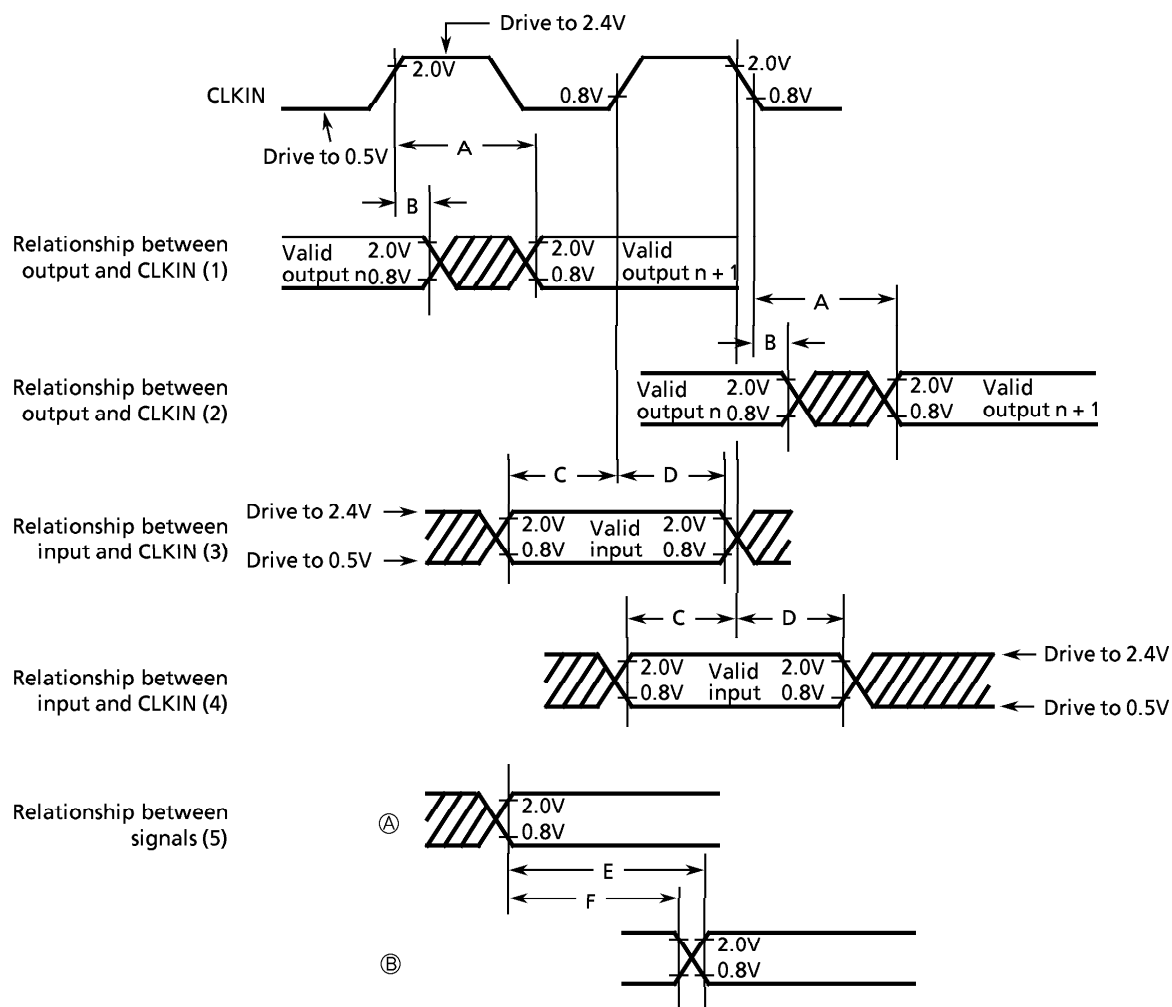 Drive to 2.4V
2.0V
2.0V
CLKIN
0.8V
0.8V
Drive to 0.5V
A
B
Relationship between
output and CLKIN (1)
Valid
output n
2.0V
0.8V
2.0V
0.8V
Valid
output n + 1
A
B
Relationship between
output and CLKIN (2)
Valid
output n
2.0V
0.8V
2.0V
0.8V
Valid
output n + 1
C
D
Relationship between
input and CLKIN (3)
Drive to 2.4V
Drive to 0.5V
2.0V
0.8V
Valid
input
2.0V
0.8V
C
D
Relationship between
input and CLKIN (4)
2.0V
0.8V
Valid
input
2.0V
0.8V
Drive to 2.4V
Drive to 0.5V
Relationship between
signals (5)
Ⓐ
2.0V
0.8V
E
F
Ⓑ
2.0V
0.8V